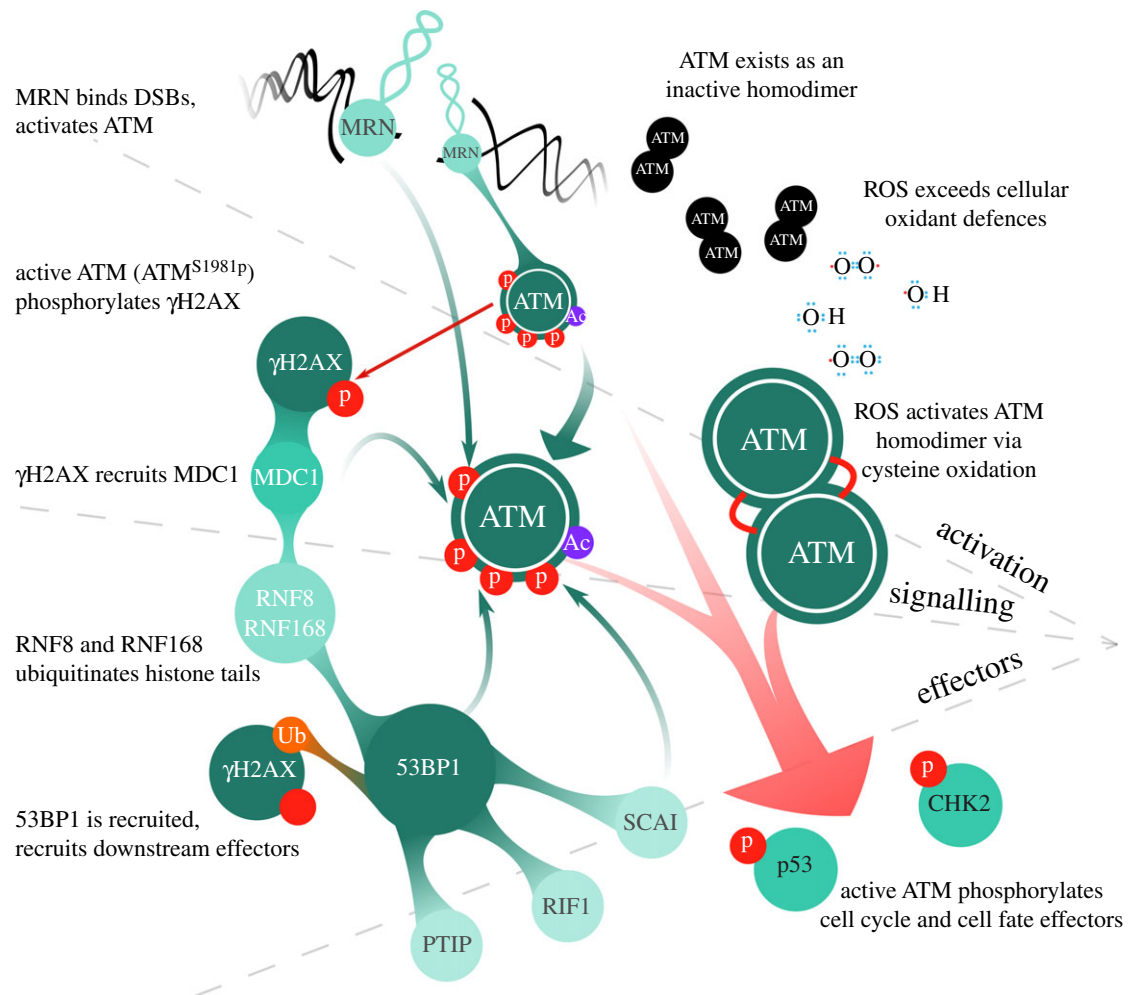 MRN binds DSBs,
activates ATM
MRN
MRN
ATM exists as an
inactive homodimer
ATM
ATM
ATM
ATM
ATM
ATM
ROS exceeds cellular
oxidant defences
O O
O H
O H
O O
active ATM (ATM^S1981p)
phosphorylates γH2AX
p
p
p
p
p
ATM
Ac
γH2AX
p
ROS activates ATM
homodimer via
cysteine oxidation
ATM
ATM
γH2AX recruits MDC1
MDC1
p
ATM
Ac
p
p
p
activation
signalling
effectors
RNF8
RNF168
RNF8 and RNF168
ubiquitinates histone tails
Ub
γH2AX
53BP1
53BP1 is recruited,
recruits downstream effectors
SCAI
RIF1
PTIP
p
CHK2
p
p53
active ATM phosphorylates
cell cycle and cell fate effectors